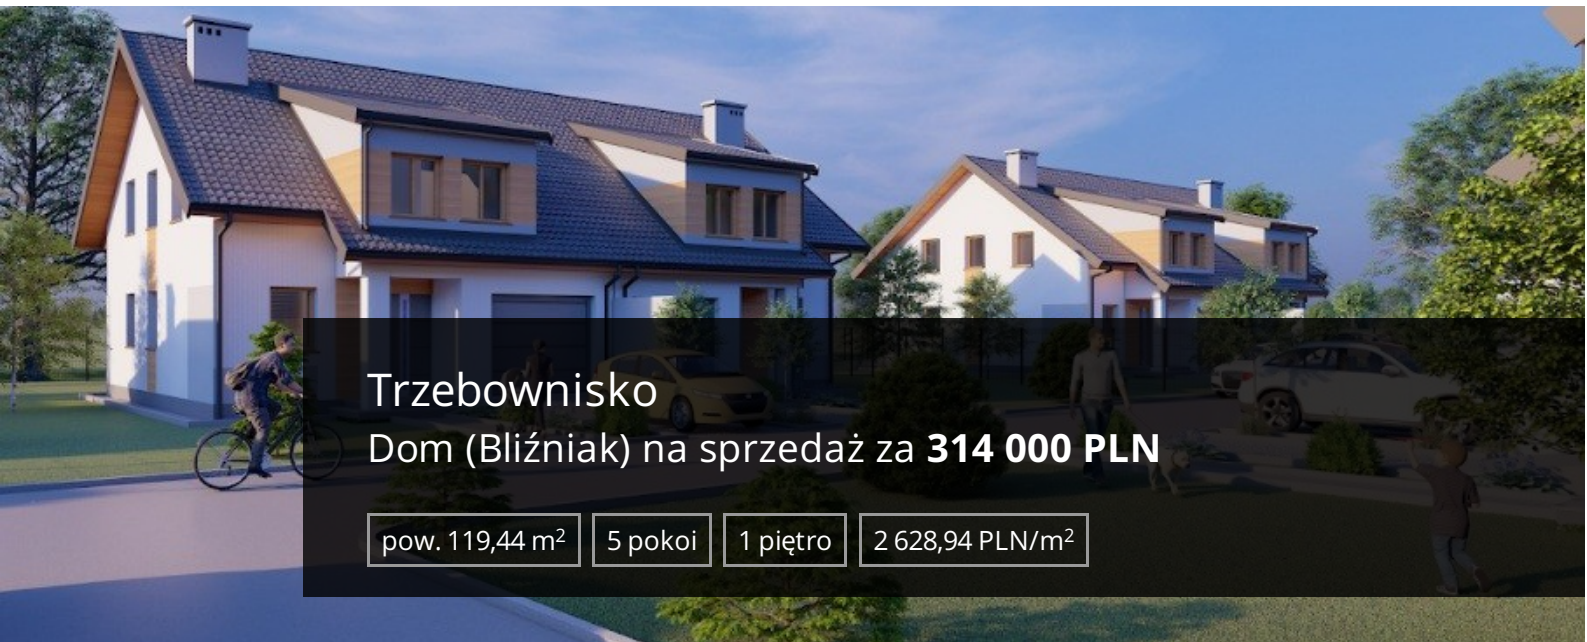 Trzebownisko
Dom (Bliźniak) na sprzedaż za 314 000 PLN
pow. 119,44 m² 5 pokoi 1 piętro 2 628,94 PLN/m²